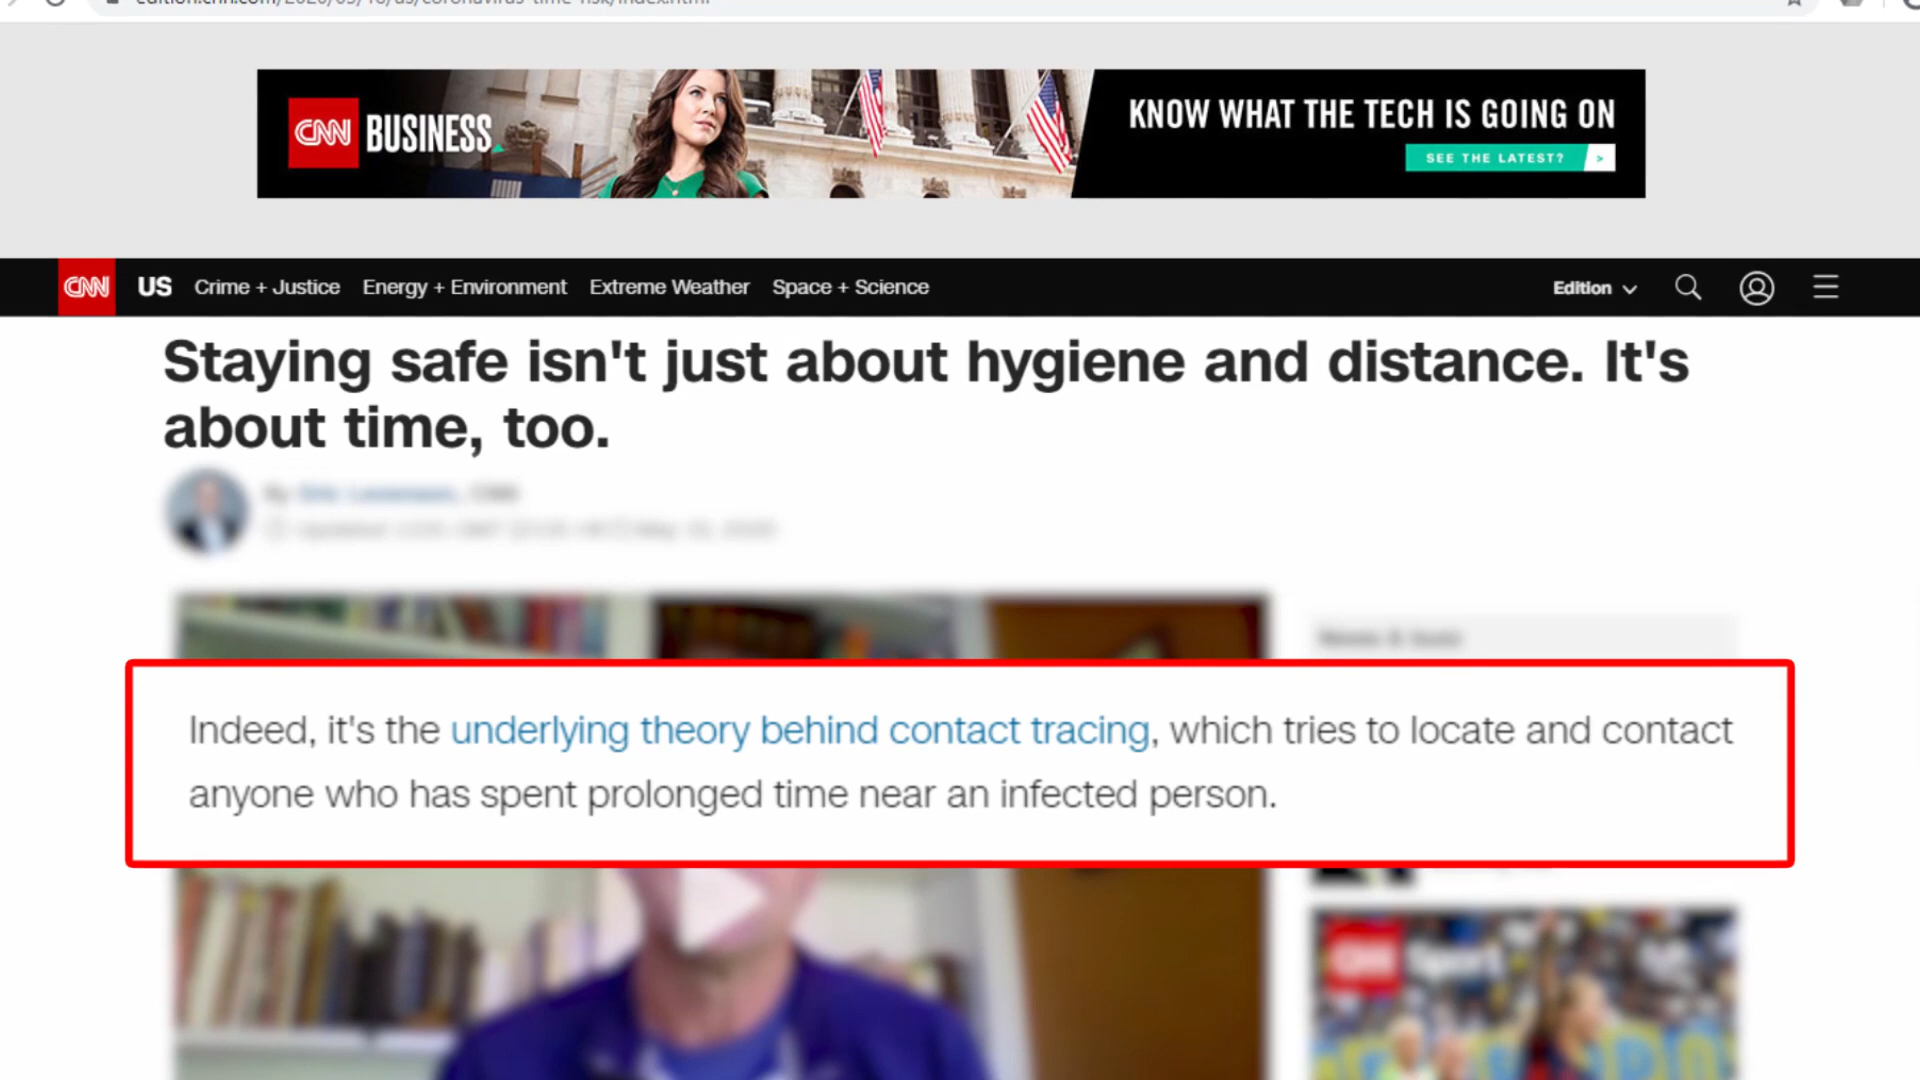 CNN BUSINESS
KNOW WHAT THE TECH IS GOING ON
SEE THE LATEST? >
CNN US Crime + Justice Energy + Environment Extreme Weather Space + Science Edition
Staying safe isn't just about hygiene and distance. It's
about time, too.
Indeed, it's the underlying theory behind contact tracing, which tries to locate and contact
anyone who has spent prolonged time near an infected person.